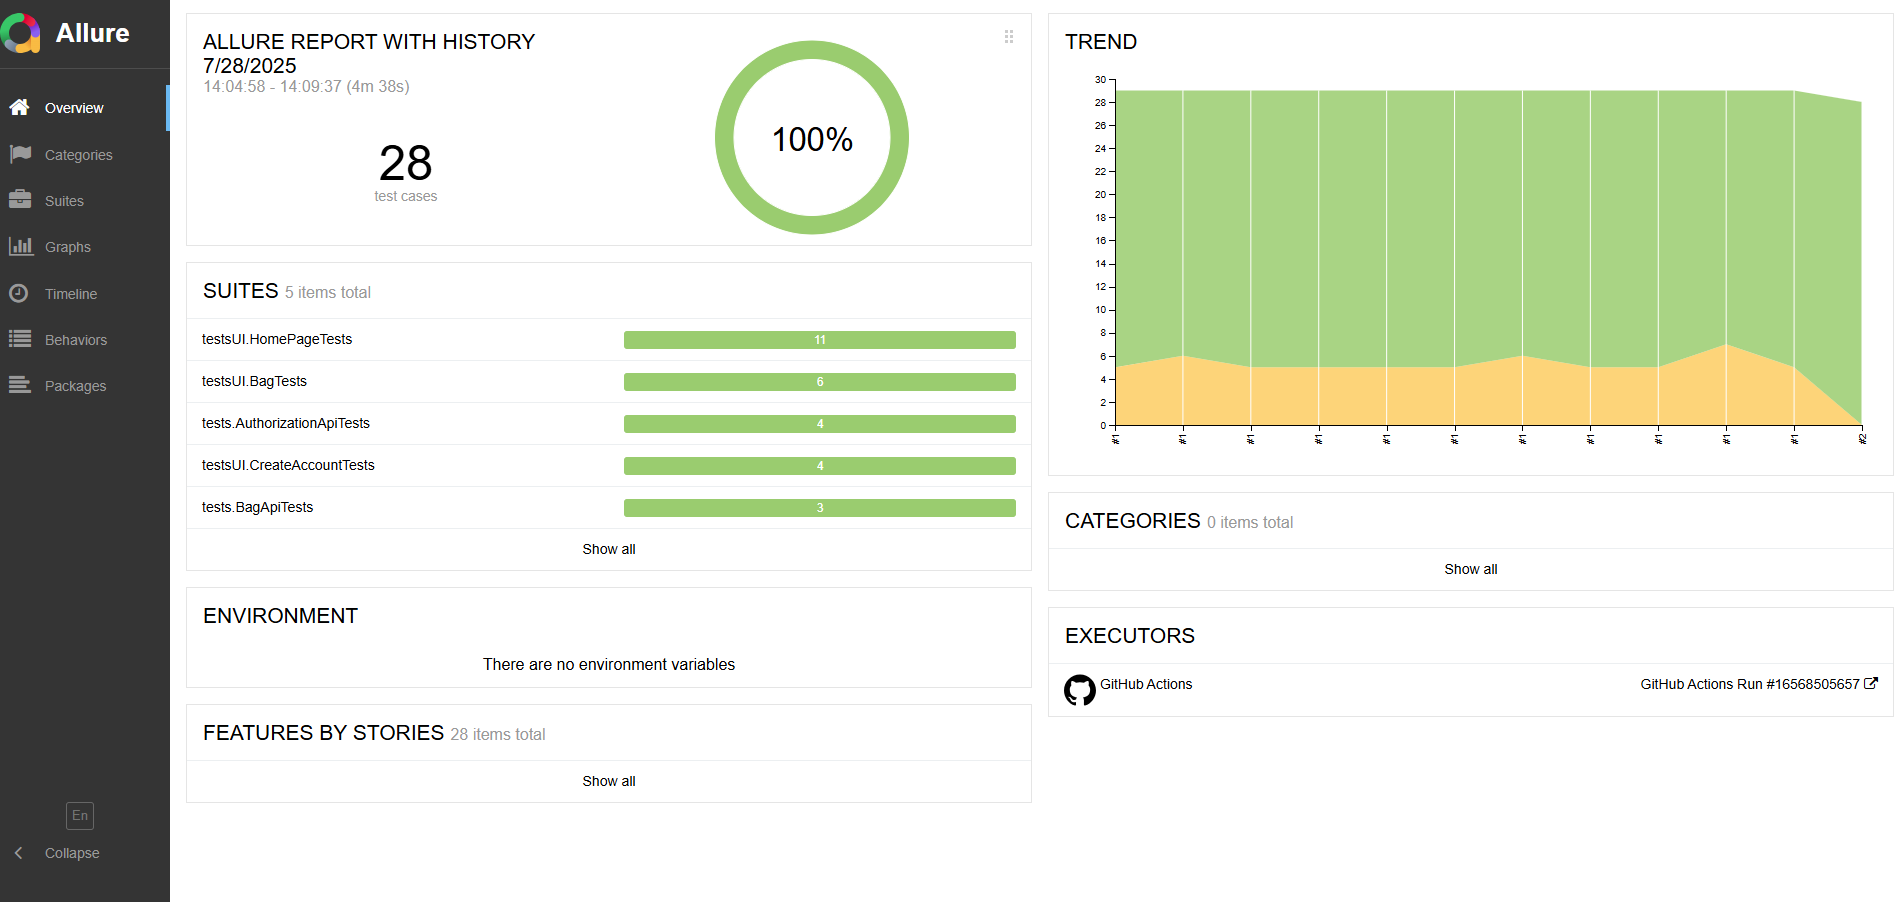 Allure
Overview
Categories
Suites
Graphs
Timeline
Behaviors
Packages
En
Collapse
ALLURE REPORT WITH HISTORY
7/28/2025
14:04:58 - 14:09:37 (4m 38s)
28
test cases
100%
SUITES 5 items total
testsUI.HomePageTests 11
testsUI.BagTests 6
tests.AuthorizationApiTests 4
testsUI.CreateAccountTests 4
tests.BagApiTests 3
Show all
ENVIRONMENT
There are no environment variables
FEATURES BY STORIES 28 items total
Show all
TREND
30
28
26
24
22
20
18
16
14
12
10
8
6
4
2
0
#1 #1 #1 #1 #1 #1 #1 #1 #1 #1 #1 #2
CATEGORIES 0 items total
Show all
EXECUTORS
GitHub Actions GitHub Actions Run #16568505657